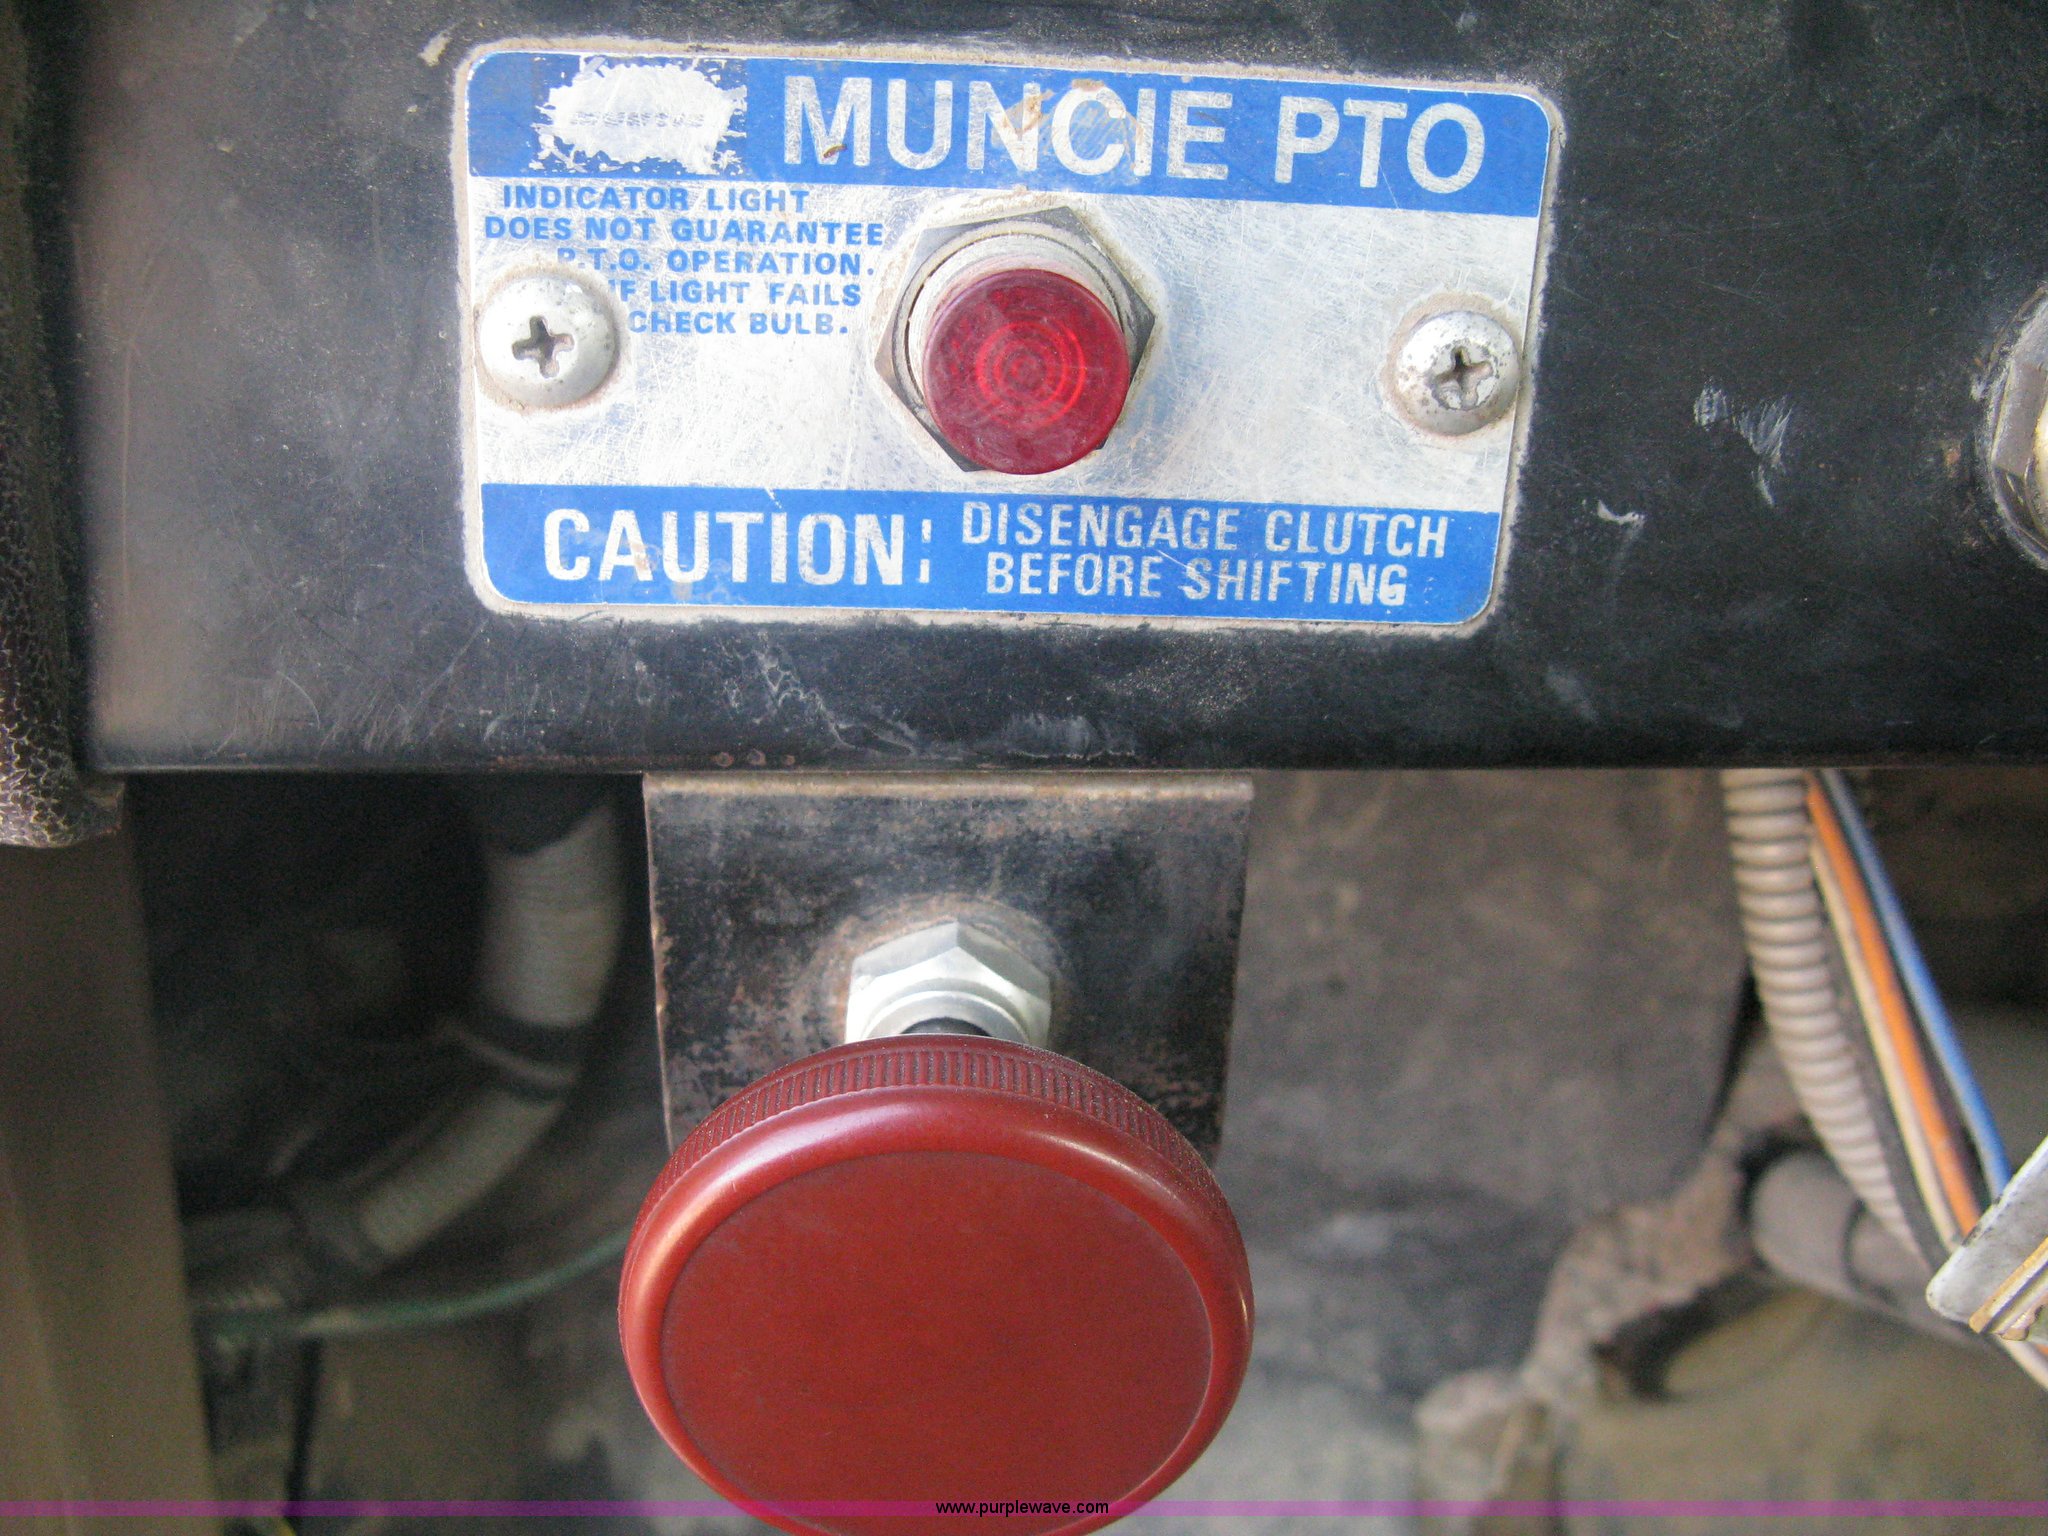 MUNCIE PTO
INDICATOR LIGHT
DOES NOT GUARANTEE
P.T.O. OPERATION.
IF LIGHT FAILS
CHECK BULB.
CAUTION: DISENGAGE CLUTCH
BEFORE SHIFTING
www.purplewave.com